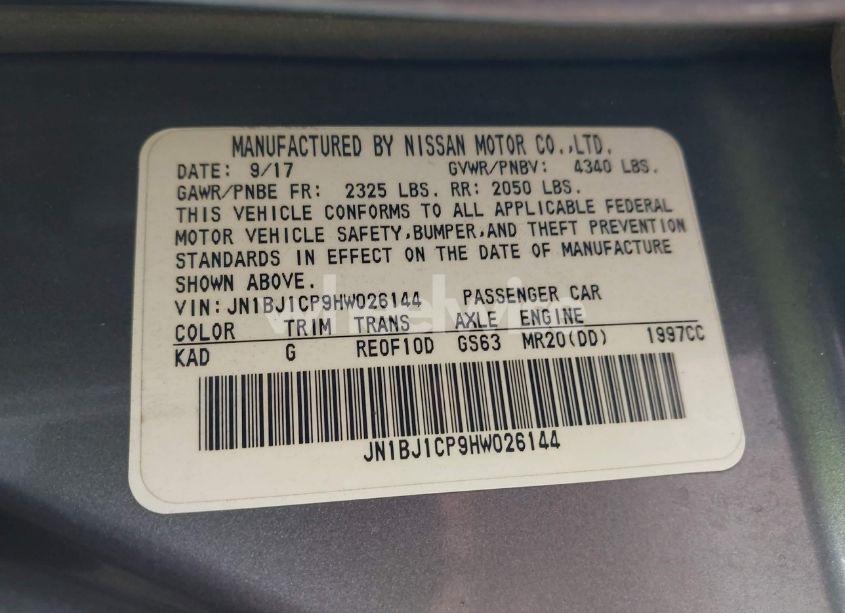 MANUFACTURED BY NISSAN MOTOR CO.,LTD.
DATE: 9/17 GVWR/PNBV: 4340 LBS.
GAWR/PNBE FR: 2325 LBS. RR: 2050 LBS.
THIS VEHICLE CONFORMS TO ALL APPLICABLE FEDERAL
MOTOR VEHICLE SAFETY,BUMPER,AND THEFT PREVENTION
STANDARDS IN EFFECT ON THE DATE OF MANUFACTURE
SHOWN ABOVE.
VIN: JN1BJ1CP9HW026144 PASSENGER CAR
COLOR TRIM TRANS AXLE ENGINE
KAD G RE0F10D GS63 MR20(DD) 1997CC
JN1BJ1CP9HW026144